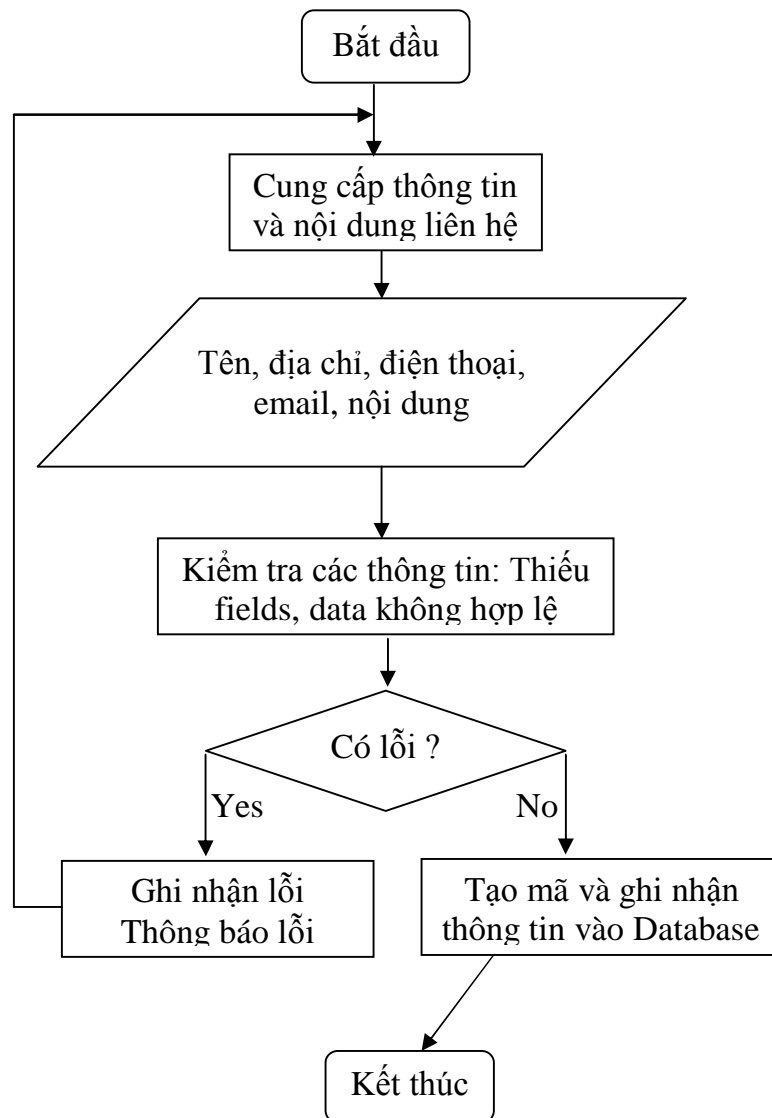 Bắt đầu
Cung cấp thông tin
và nội dung liên hệ
Tên, địa chỉ, điện thoại,
email, nội dung
Kiểm tra các thông tin: Thiếu
fields, data không hợp lệ
Có lỗi ?
Yes
No
Ghi nhận lỗi
Thông báo lỗi
Tạo mã và ghi nhận
thông tin vào Database
Kết thúc